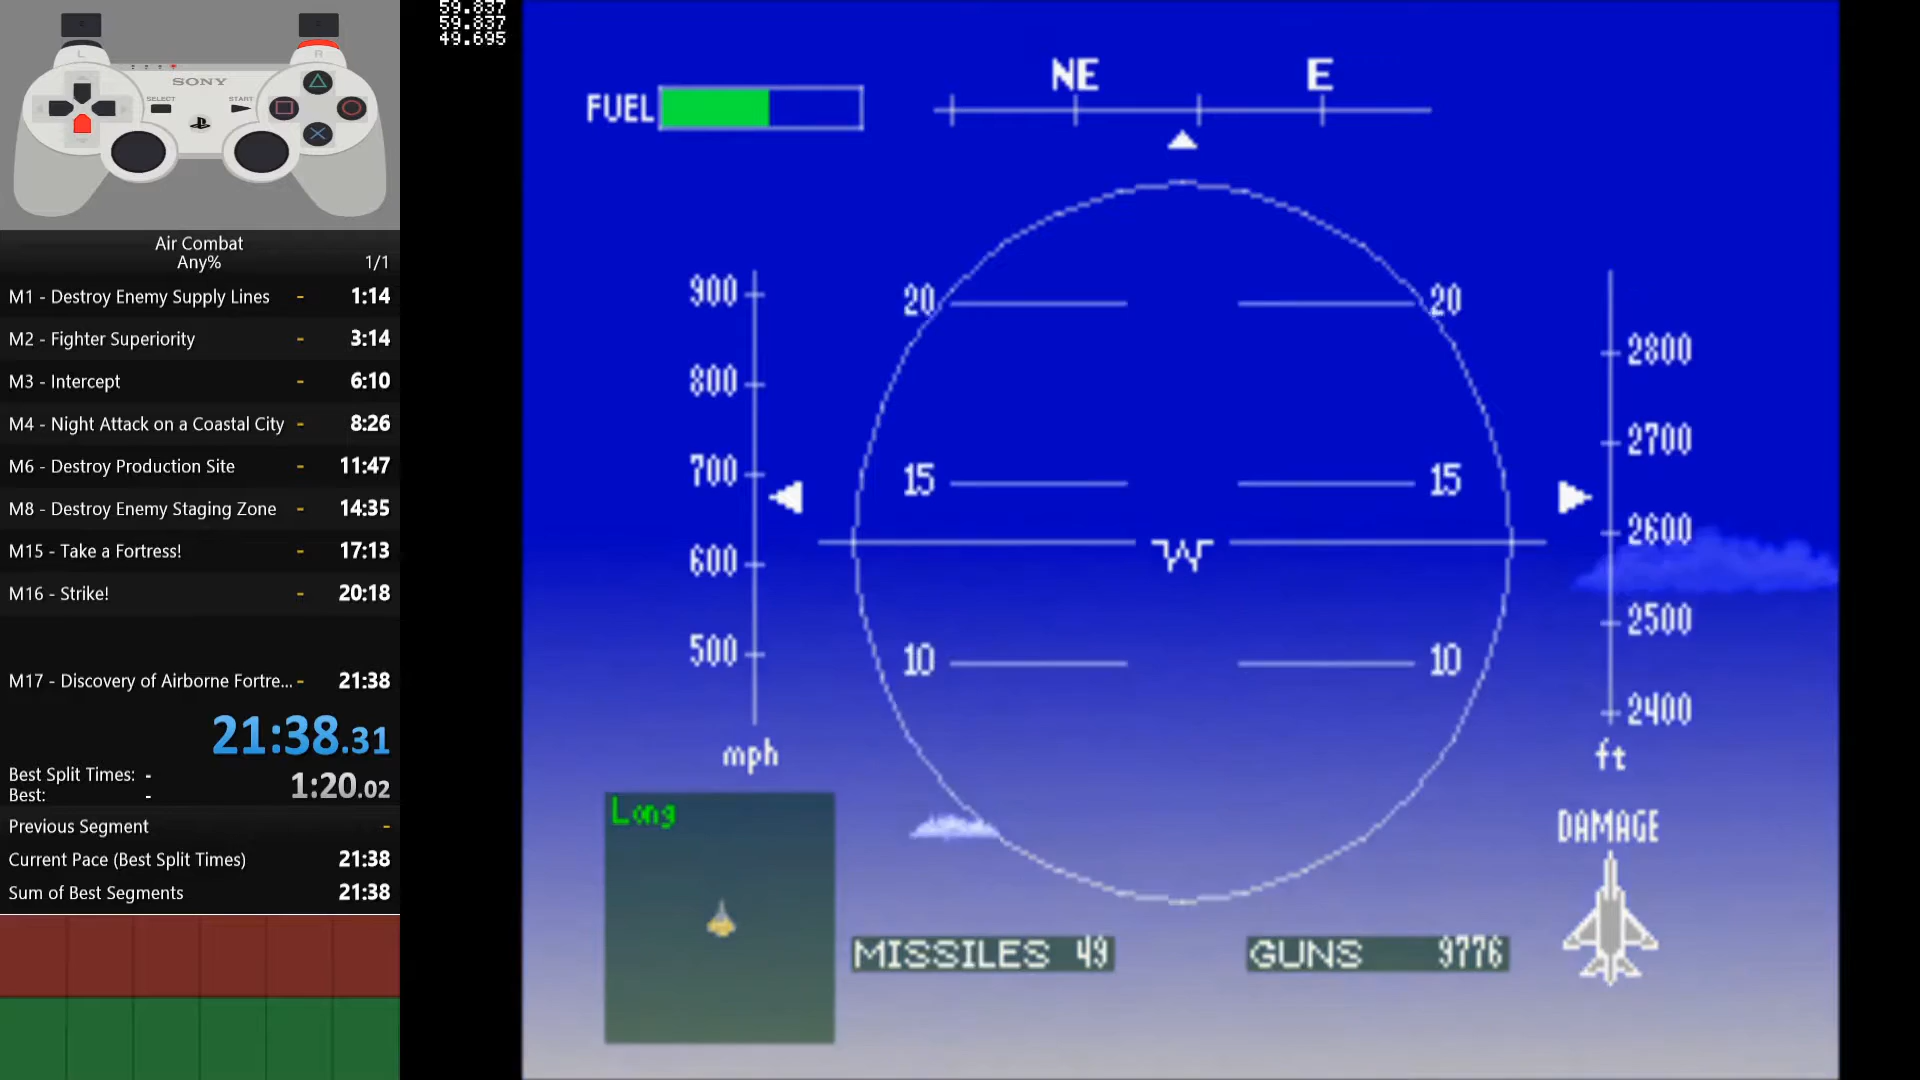 59.837
59.837
49.695
L
R
SONY
SELECT
START
Air Combat
Any%
1/1
M1 - Destroy Enemy Supply Lines - 1:14
M2 - Fighter Superiority - 3:14
M3 - Intercept - 6:10
M4 - Night Attack on a Coastal City - 8:26
M6 - Destroy Production Site - 11:47
M8 - Destroy Enemy Staging Zone - 14:35
M15 - Take a Fortress! - 17:13
M16 - Strike! - 20:18
M17 - Discovery of Airborne Fortre... - 21:38
21:38.31
Best Split Times: -
Best: -
1:20.02
Previous Segment -
Current Pace (Best Split Times) 21:38
Sum of Best Segments 21:38
NE E
FUEL
900
800
700
600
500
mph
20 20
15 15
10 10
2800
2700
2600
2500
2400
ft
Long
DAMAGE
MISSILES 49
GUNS 9776